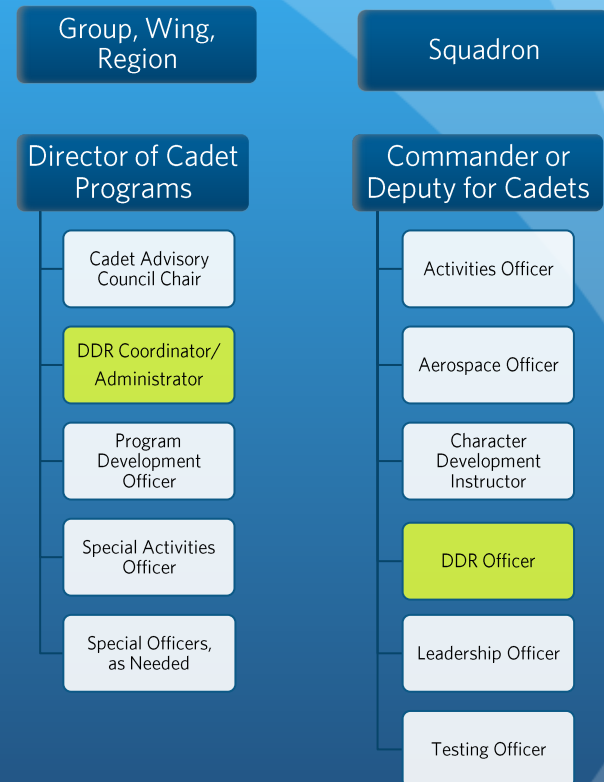 Group, Wing,
Region
Director of Cadet
Programs
Cadet Advisory
Council Chair
DDR Coordinator/
Administrator
Program
Development
Officer
Special Activities
Officer
Special Officers,
as Needed
Squadron
Commander or
Deputy for Cadets
Activities Officer
Aerospace Officer
Character
Development
Instructor
DDR Officer
Leadership Officer
Testing Officer